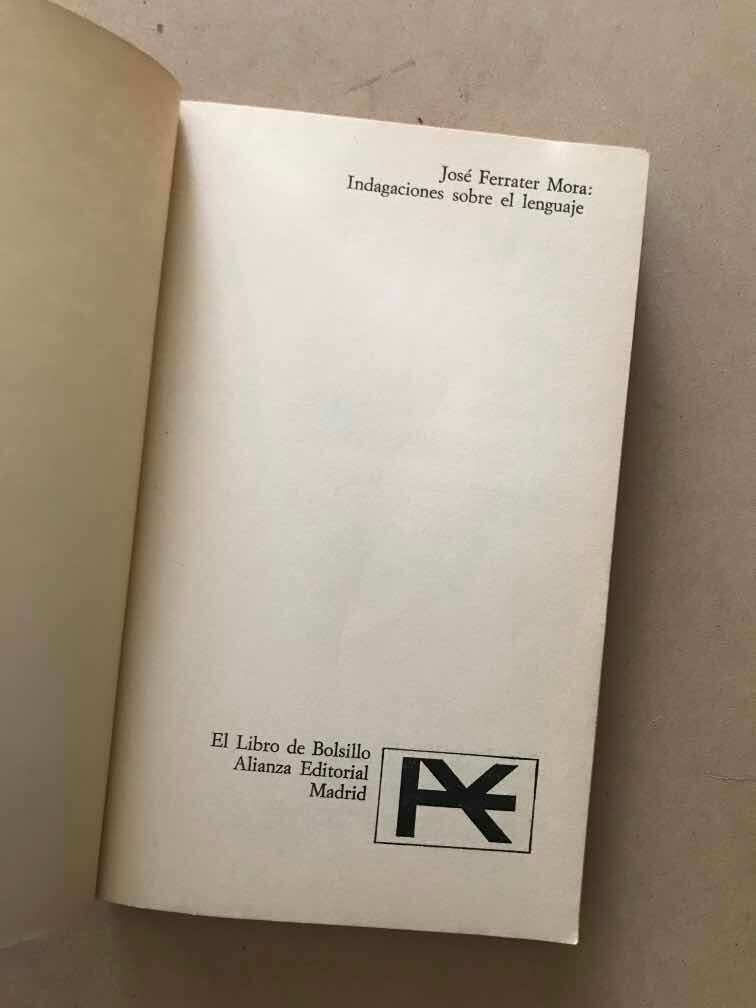 José Ferrater Mora:
Indagaciones sobre el lenguaje
El Libro de Bolsillo
Alianza Editorial
Madrid